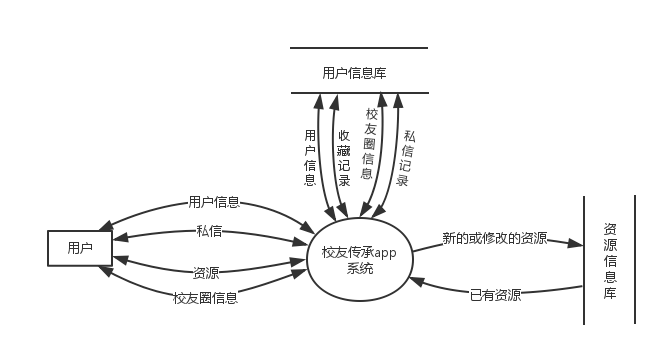 用户信息库
用户信息
收藏记录
校友圈信息
私信记录
用户信息
私信
用户
资源
校友圈信息
校友传承app
系统
新的或修改的资源
已有资源
资源信息库